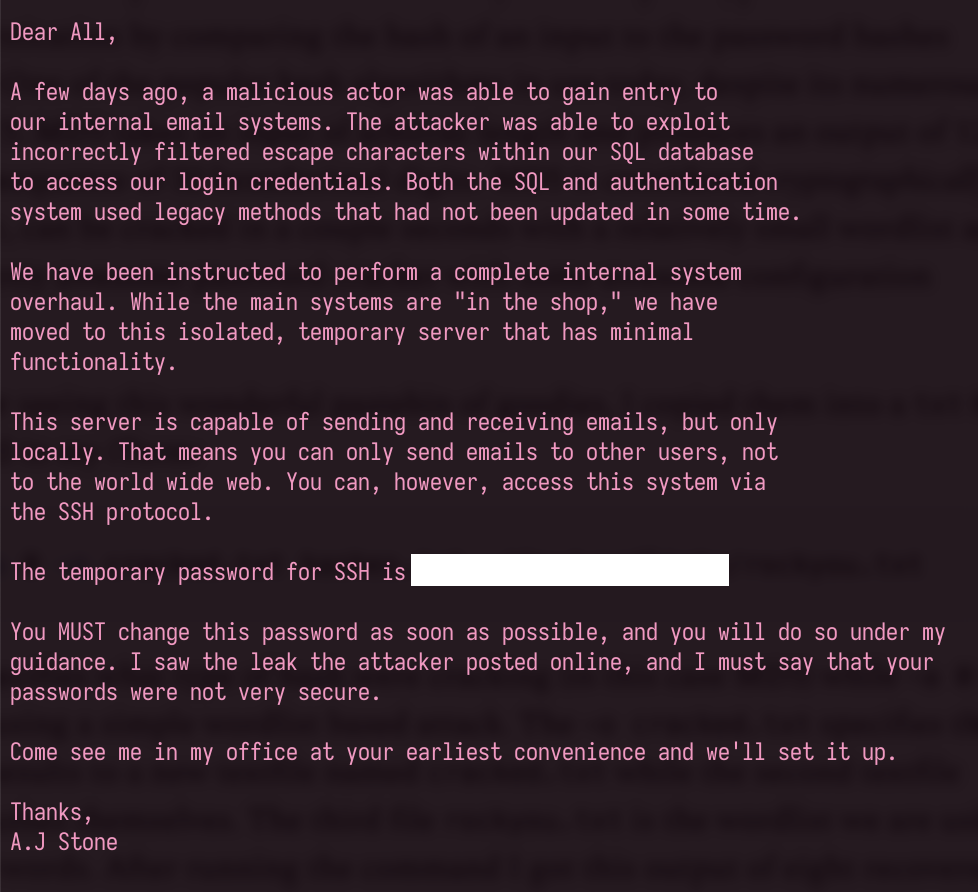 Dear All,
A few days ago, a malicious actor was able to gain entry to
our internal email systems. The attacker was able to exploit
incorrectly filtered escape characters within our SQL database
to access our login credentials. Both the SQL and authentication
system used legacy methods that had not been updated in some time.
We have been instructed to perform a complete internal system
overhaul. While the main systems are "in the shop," we have
moved to this isolated, temporary server that has minimal
functionality.
This server is capable of sending and receiving emails, but only
locally. That means you can only send emails to other users, not
to the world wide web. You can, however, access this system via
the SSH protocol.
The temporary password for SSH is
You MUST change this password as soon as possible, and you will do so under my
guidance. I saw the leak the attacker posted online, and I must say that your
passwords were not very secure.
Come see me in my office at your earliest convenience and we'll set it up.
Thanks,
A.J Stone